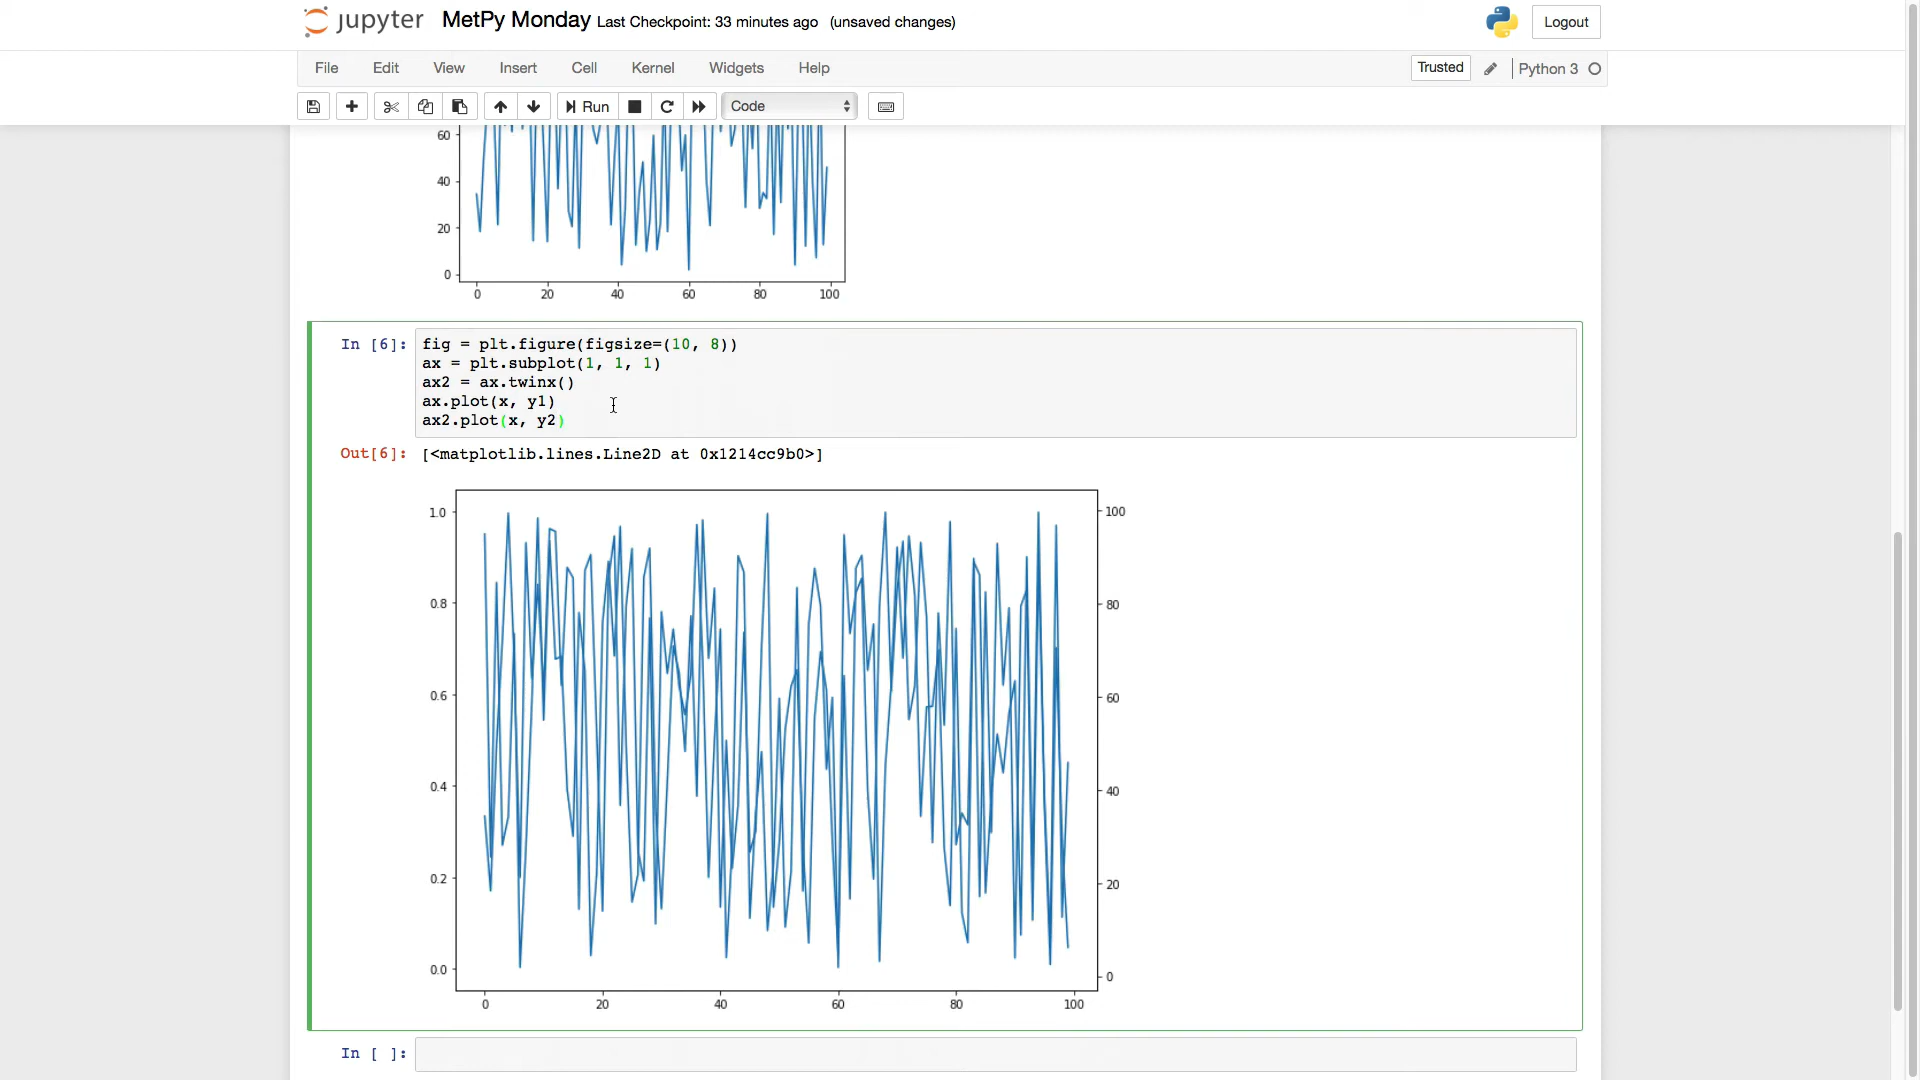 jupyter MetPy Monday Last Checkpoint: 33 minutes ago (unsaved changes) Logout
File Edit View Insert Cell Kernel Widgets Help Trusted Python 3
Run Code
60
40
20
0
0 20 40 60 80 100
In [6]: fig = plt.figure(figsize=(10, 8))
ax = plt.subplot(1, 1, 1)
ax2 = ax.twinx()
ax.plot(x, y1)
ax2.plot(x, y2)
Out[6]: [<matplotlib.lines.Line2D at 0x1214cc9b0>]
1.0 100
0.8 80
0.6 60
0.4 40
0.2 20
0.0 0
0 20 40 60 80 100
In [ ]: